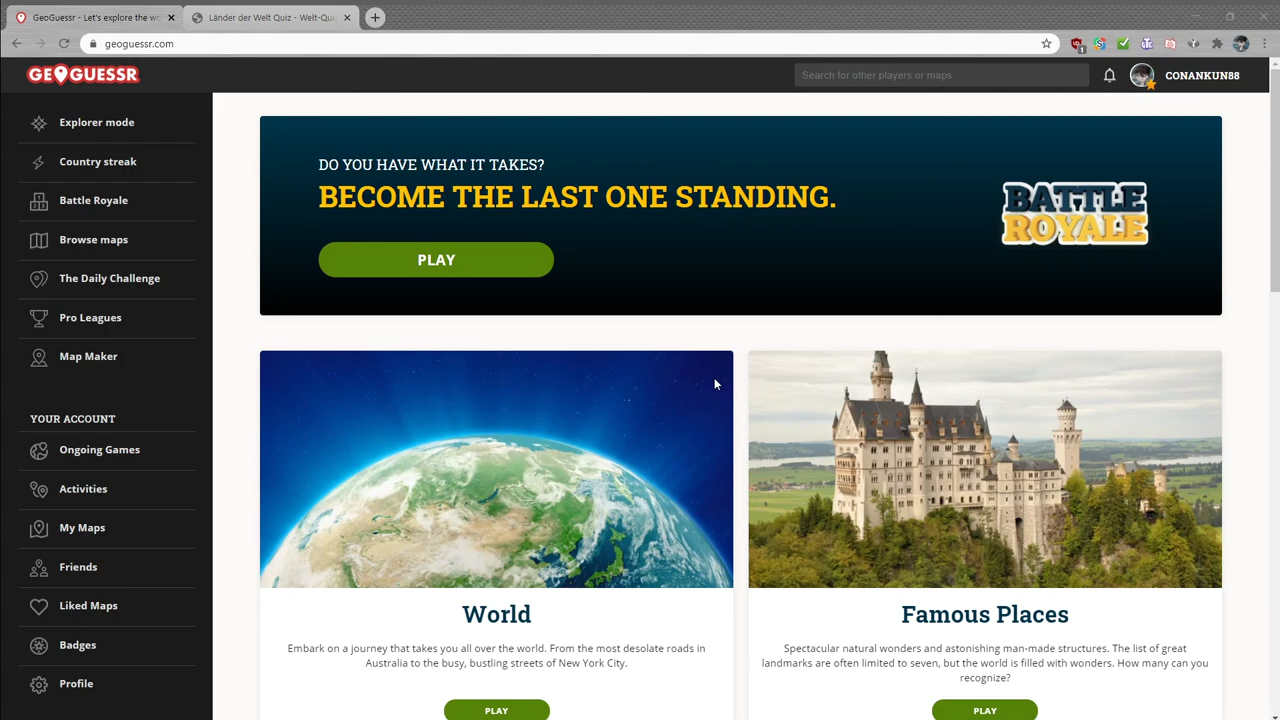 GeoGuessr - Let's explore the wo
Länder der Welt Quiz - Welt-Quiz
geoguessr.com
1
GEOGUESSR
Search for other players or maps
CONANKUN88
Explorer mode
Country streak
Battle Royale
Browse maps
The Daily Challenge
Pro Leagues
Map Maker
YOUR ACCOUNT
Ongoing Games
Activities
My Maps
Friends
Liked Maps
Badges
Profile
DO YOU HAVE WHAT IT TAKES?
BECOME THE LAST ONE STANDING.
PLAY
BATTLE
ROYALE
World
Embark on a journey that takes you all over the world. From the most desolate roads in
Australia to the busy, bustling streets of New York City.
PLAY
Famous Places
Spectacular natural wonders and astonishing man-made structures. The list of great
landmarks are often limited to seven, but the world is filled with wonders. How many can you
recognize?
PLAY